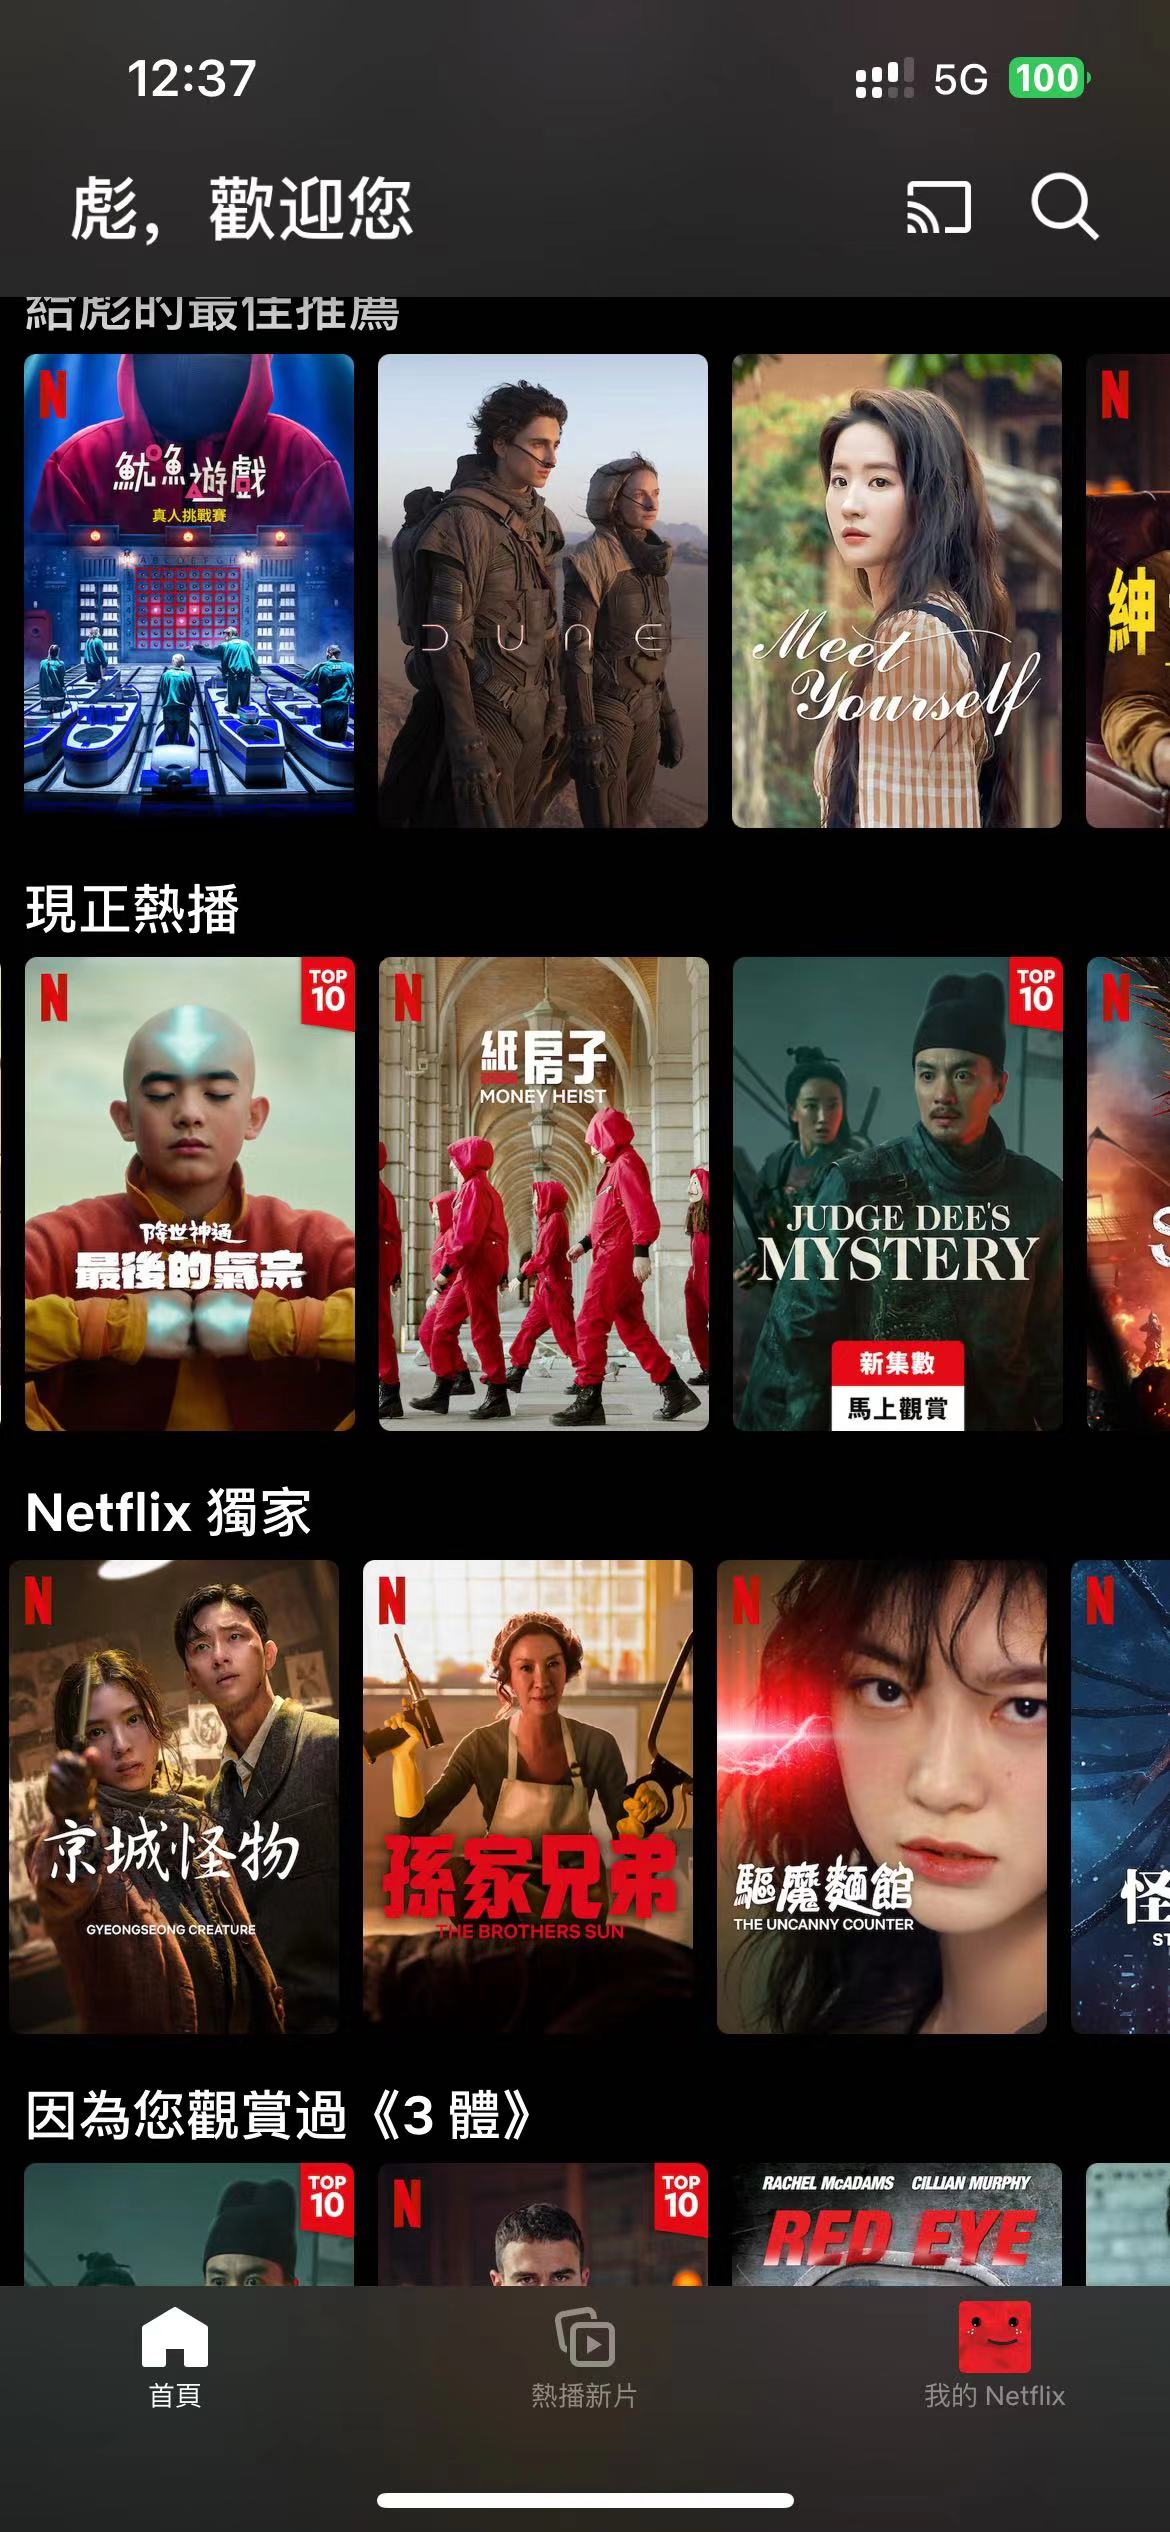 12:37
5G 100
彪，歡迎您
給彪的最佳推薦
N
魷魚遊戲
真人挑戰賽
DUNE
Meet
Yourself
N
紳
現正熱播
N
TOP
10
降世神通
最後的氣宗
N
紙房子
MONEY HEIST
TOP
10
JUDGE DEE'S
MYSTERY
新集數
馬上觀賞
N
S
Netflix 獨家
N
京城怪物
GYEONGSEONG CREATURE
N
孫家兄弟
THE BROTHERS SUN
N
驅魔麵館
THE UNCANNY COUNTER
N
怪
ST
因為您觀賞過《3 體》
TOP
10
N
TOP
10
RACHEL McADAMS CILLIAN MURPHY
RED EYE
首頁
熱播新片
我的 Netflix